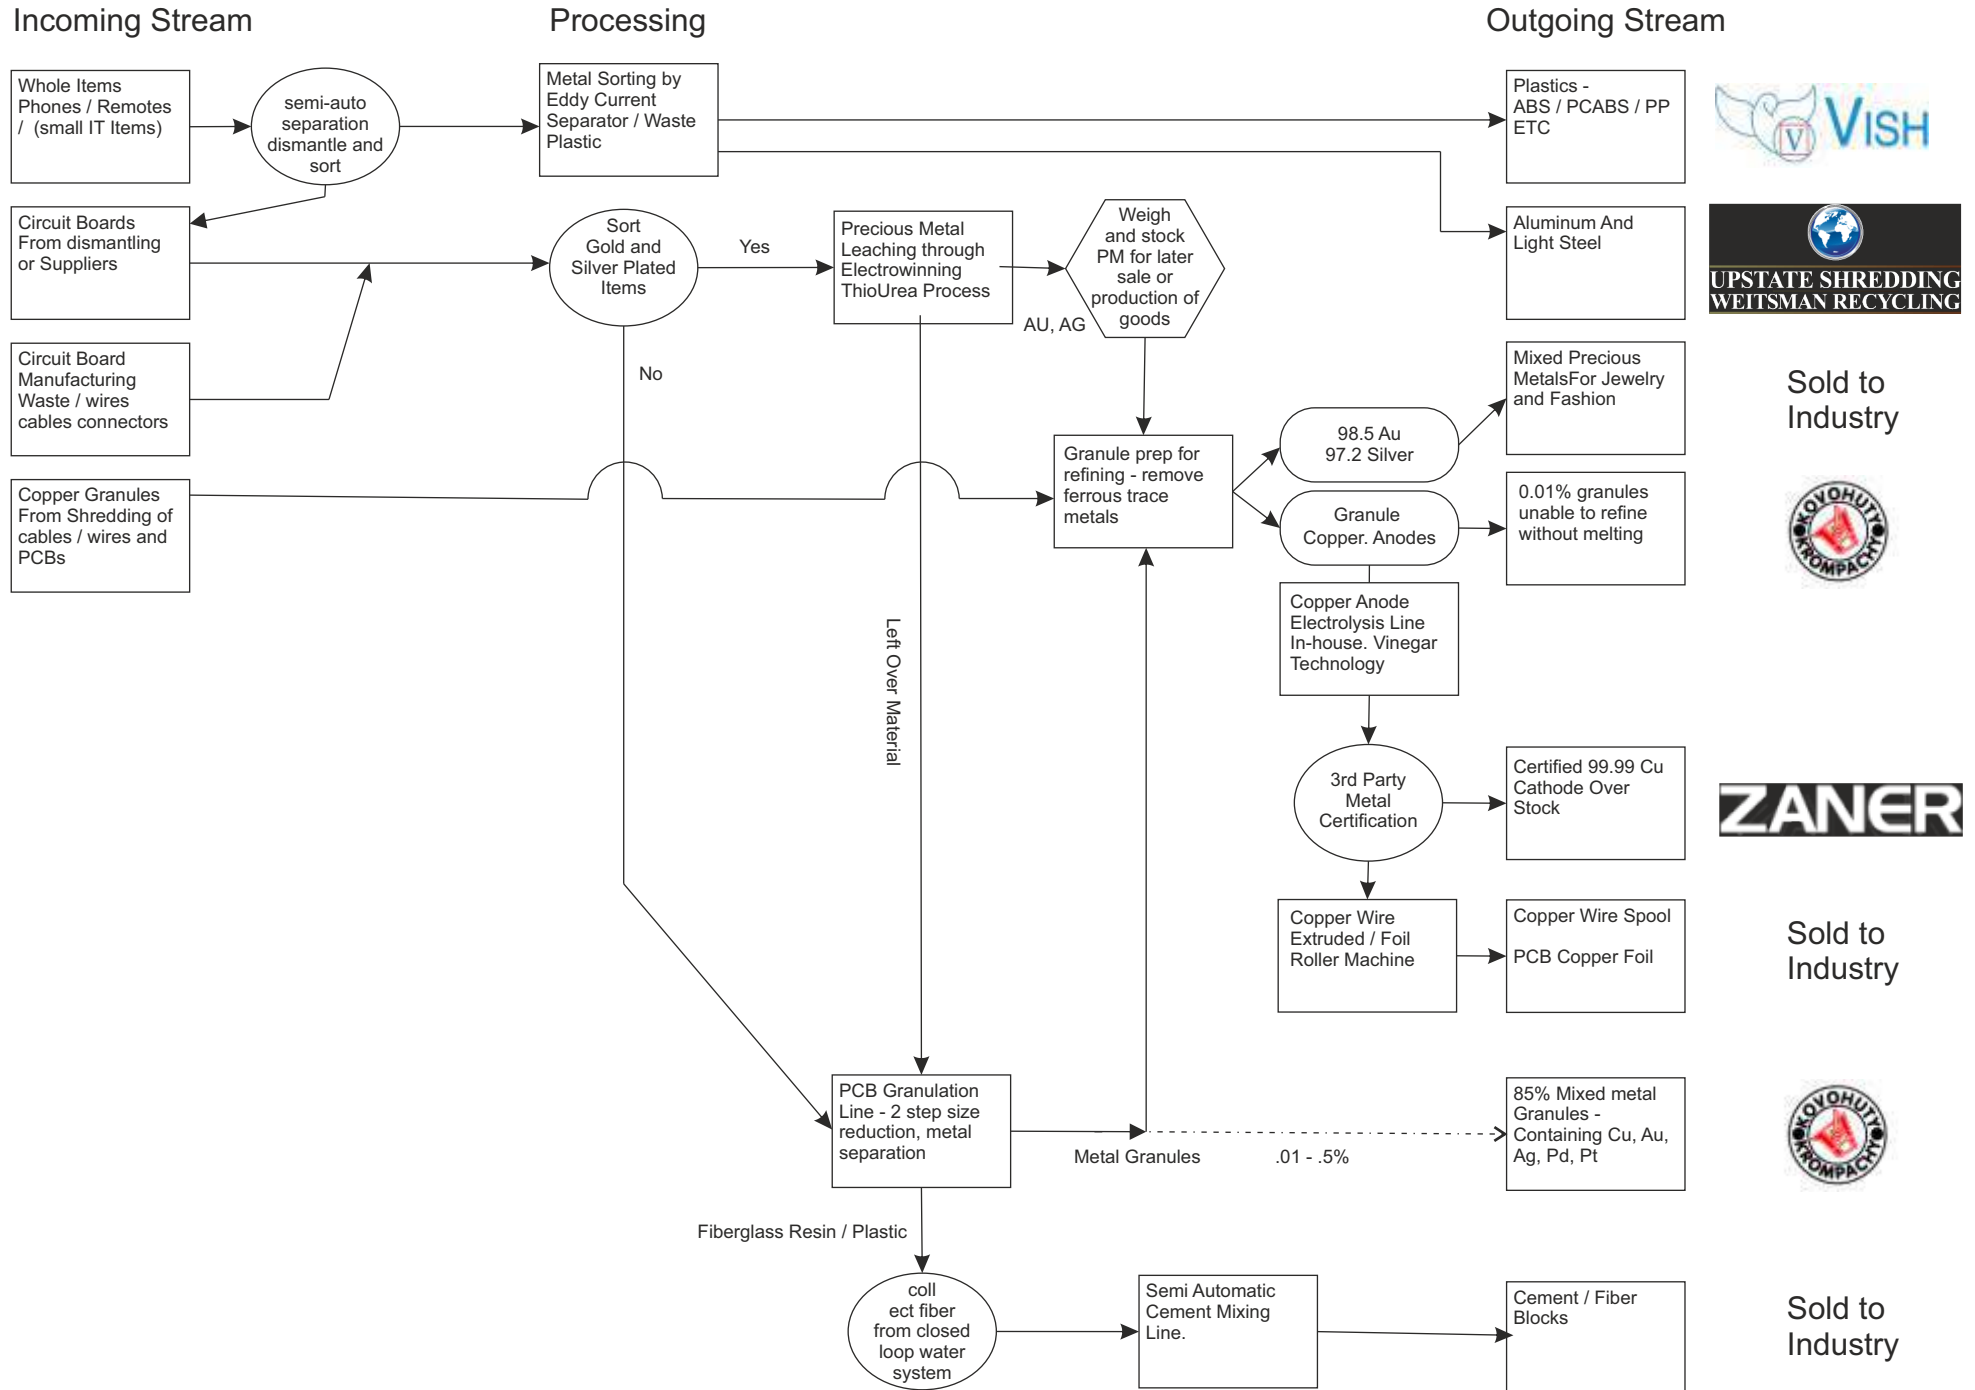 Incoming Stream
Processing
Outgoing Stream
Whole Items
Phones / Remotes
/ (small IT Items)
semi-auto
separation
dismantle and
sort
Metal Sorting by
Eddy Current
Separator / Waste
Plastic
Plastics -
ABS / PCABS / PP
ETC
V
VISH
Circuit Boards
From dismantling
or Suppliers
Sort
Gold and
Silver Plated
Items
Yes
Precious Metal
Leaching through
Electrowinning
ThioUrea Process
AU, AG
Weigh
and stock
PM for later
sale or
production of
goods
Aluminum And
Light Steel
UPSTATE SHREDDING
WEITSMAN RECYCLING
Circuit Board
Manufacturing
Waste / wires
cables connectors
No
Mixed Precious
MetalsFor Jewelry
and Fashion
Sold to
Industry
98.5 Au
97.2 Silver
Copper Granules
From Shredding of
cables / wires and
PCBs
Granule prep for
refining - remove
ferrous trace
metals
Granule
Copper. Anodes
0.01% granules
unable to refine
without melting
KOVOHUTY
KROMPACHY
Left Over Material
Copper Anode
Electrolysis Line
In-house. Vinegar
Technology
3rd Party
Metal
Certification
Certified 99.99 Cu
Cathode Over
Stock
ZANER
Copper Wire
Extruded / Foil
Roller Machine
Copper Wire Spool
PCB Copper Foil
Sold to
Industry
PCB Granulation
Line - 2 step size
reduction, metal
separation
Metal Granules
.01 - .5%
85% Mixed metal
Granules -
Containing Cu, Au,
Ag, Pd, Pt
KOVOHUTY
KROMPACHY
Fiberglass Resin / Plastic
coll
ect fiber
from closed
loop water
system
Semi Automatic
Cement Mixing
Line.
Cement / Fiber
Blocks
Sold to
Industry